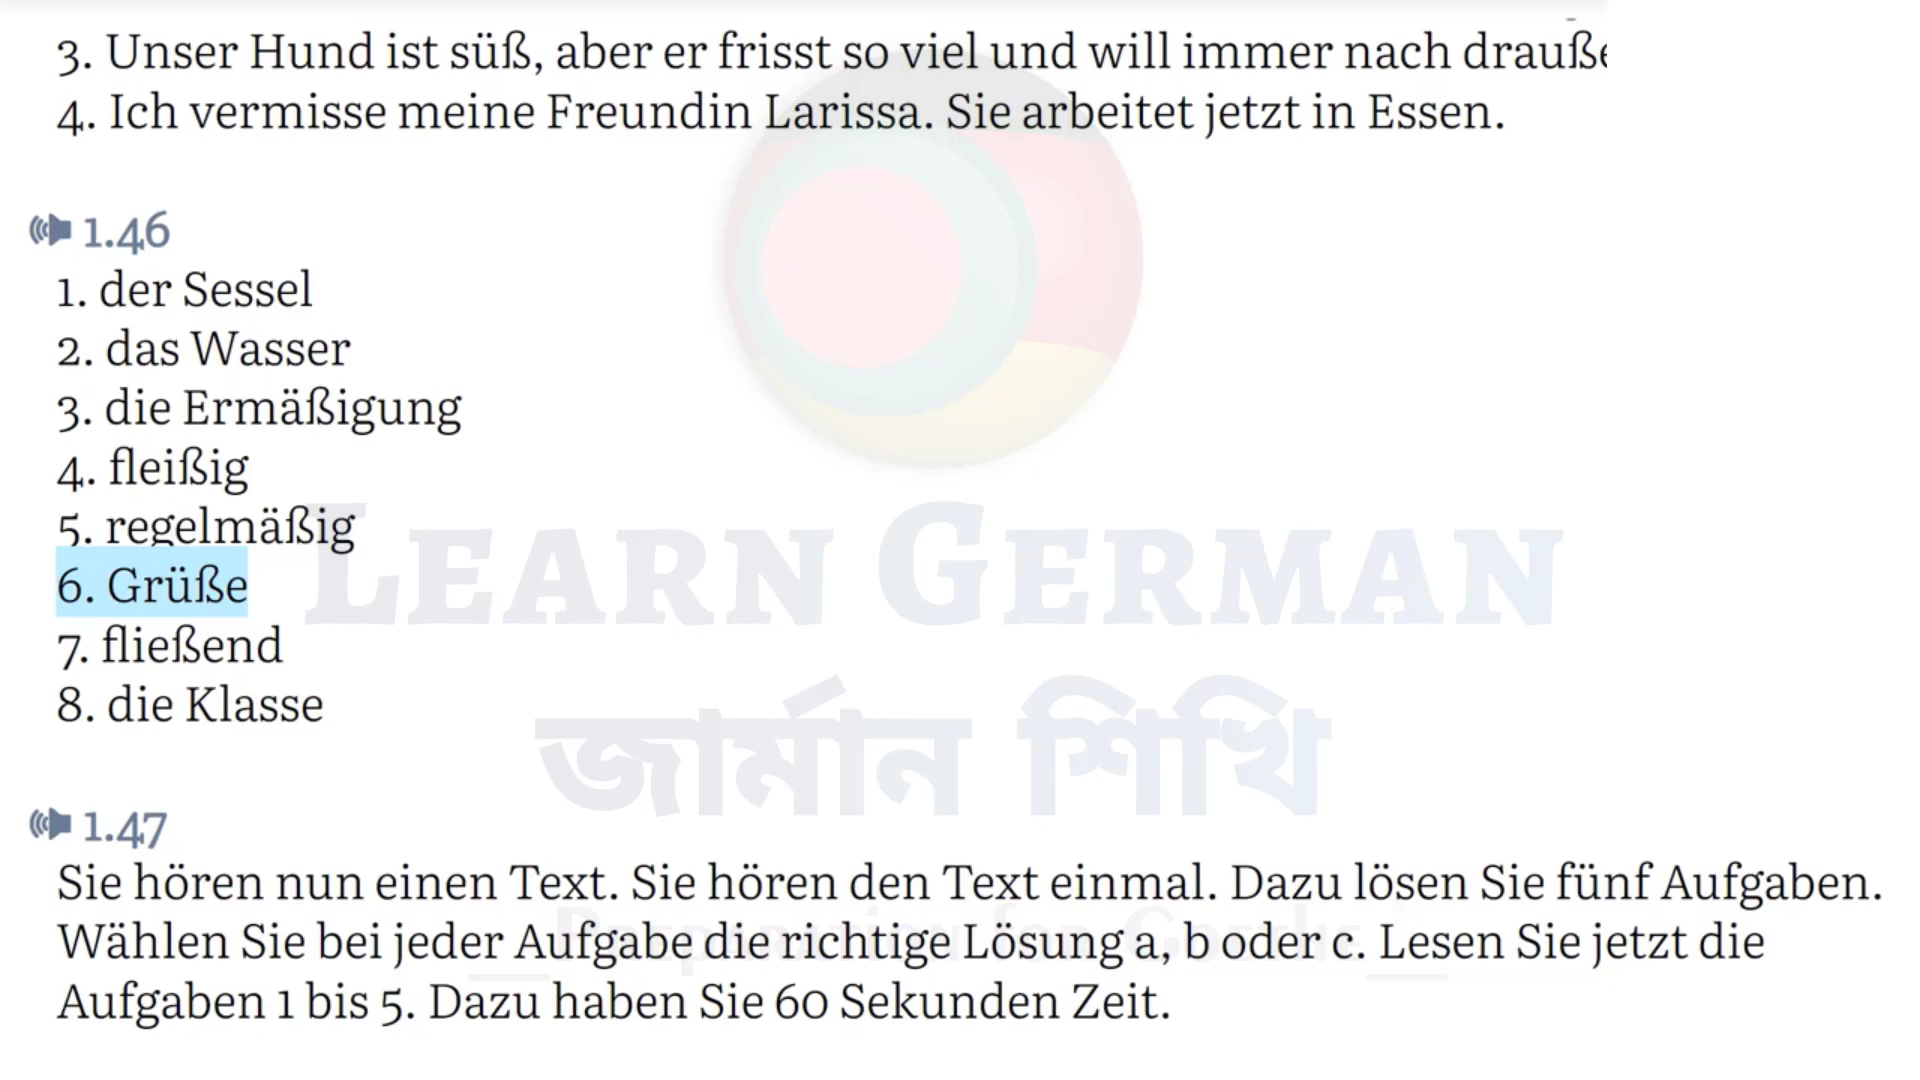 3. Unser Hund ist süß, aber er frisst so viel und will immer nach drauße
4. Ich vermisse meine Freundin Larissa. Sie arbeitet jetzt in Essen.
1.46
1. der Sessel
2. das Wasser
3. die Ermäßigung
4. fleißig
5. regelmäßig
6. Grüße
7. fließend
8. die Klasse
LEARN GERMAN
জার্মান শিখি
1.47
Sie hören nun einen Text. Sie hören den Text einmal. Dazu lösen Sie fünf Aufgaben.
Wählen Sie bei jeder Aufgabe die richtige Lösung a, b oder c. Lesen Sie jetzt die
Preparation for Goethe
Aufgaben 1 bis 5. Dazu haben Sie 60 Sekunden Zeit.